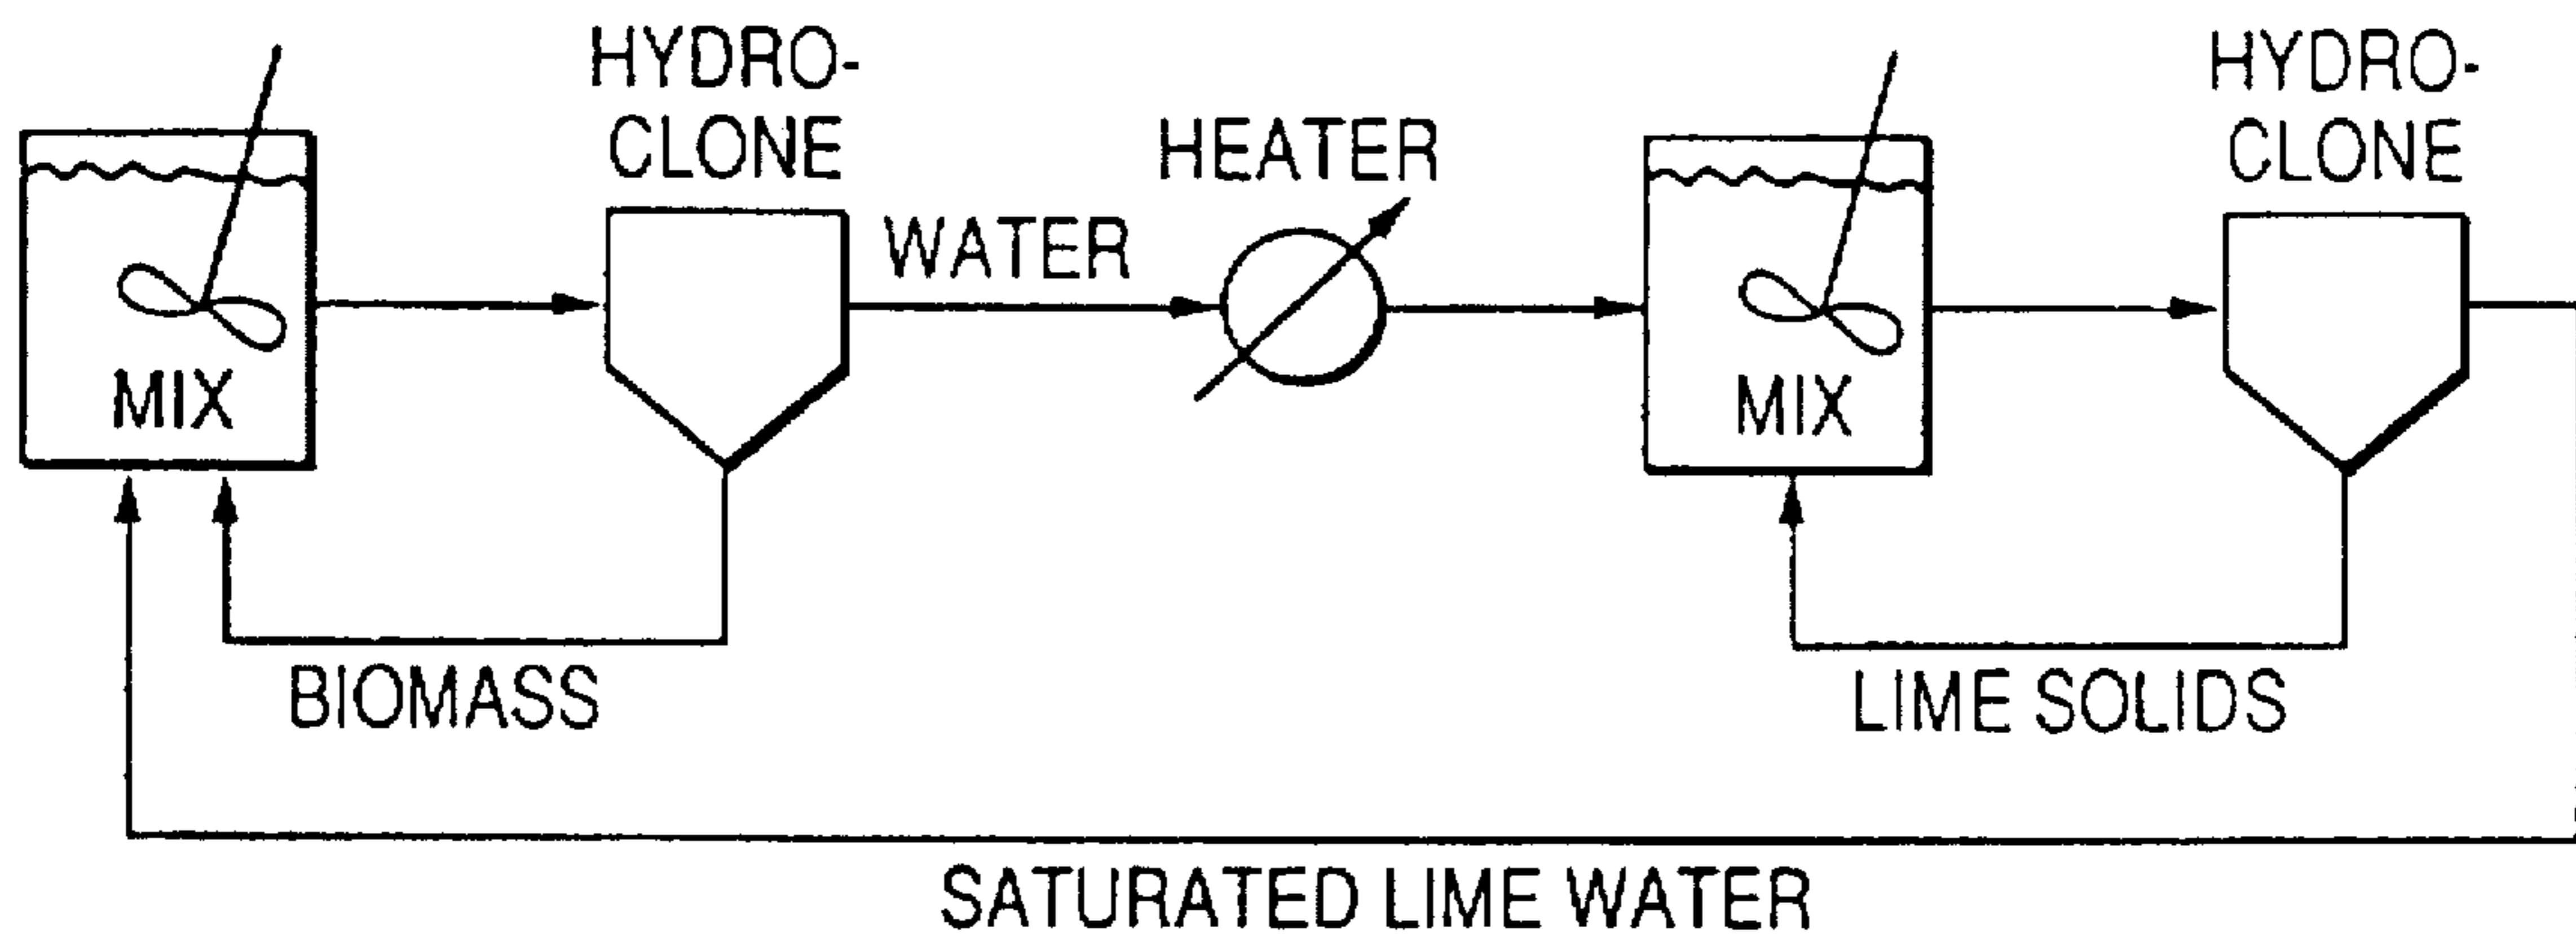 HYDRO-
CLONE
HYDRO-
CLONE
HEATER
WATER
MIX
MIX
BIOMASS
LIME SOLIDS
SATURATED LIME WATER